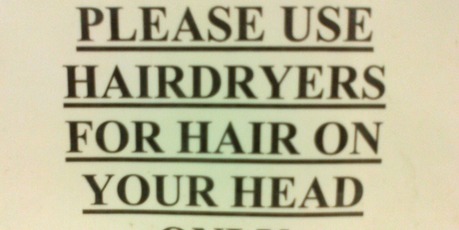 PLEASE USE
HAIRDRYERS
FOR HAIR ON
YOUR HEAD